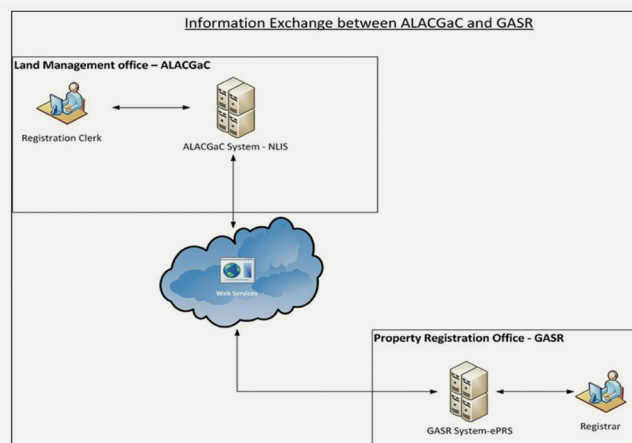 Information Exchange between ALACGaC and GASR
Land Management office – ALACGaC
Registration Clerk
ALACGaC System - NLIS
Web Services
Property Registration Office - GASR
GASR System-ePRS
Registrar